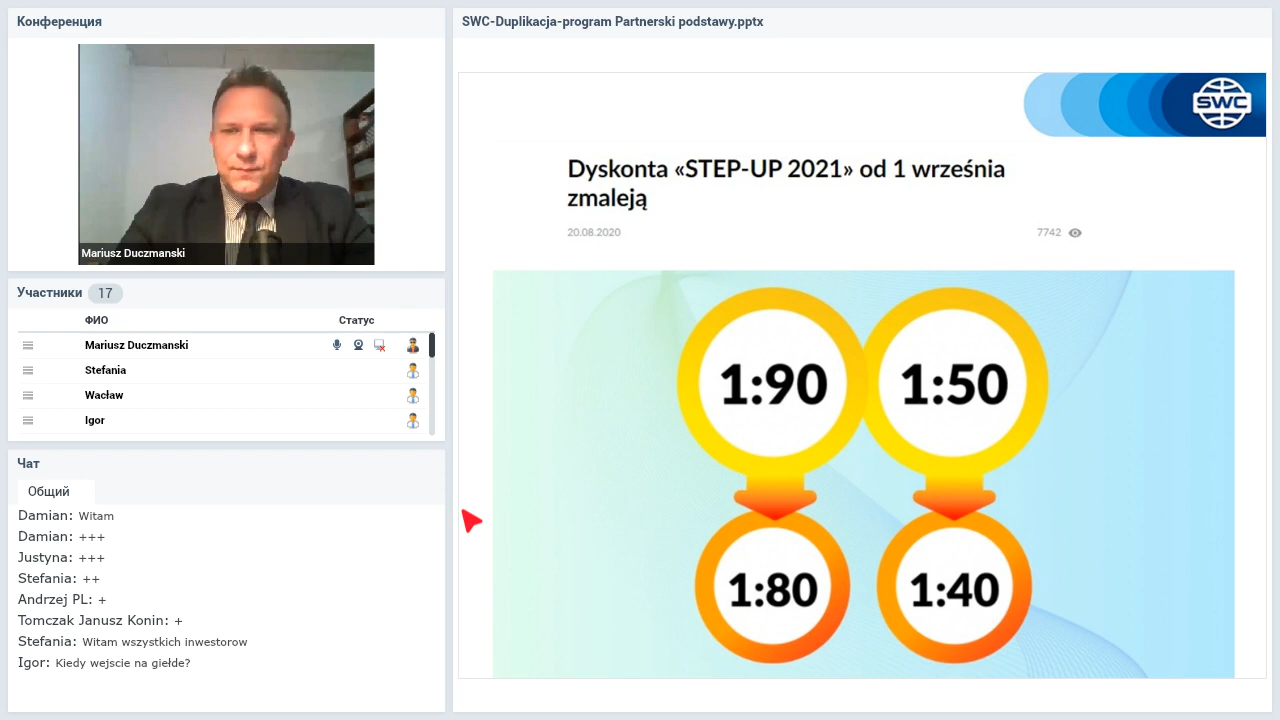 Конференция
Mariusz Duczmanski
Участники 17
ФИО Статус
Mariusz Duczmanski
Stefania
Wacław
Igor
Чат
Общий
Damian: Witam
Damian: +++
Justyna: +++
Stefania: ++
Andrzej PL: +
Tomczak Janusz Konin: +
Stefania: Witam wszystkich inwestorow
Igor: Kiedy wejscie na giełde?
SWC-Duplikacja-program Partnerski podstawy.pptx
SWC
Dyskonta «STEP-UP 2021» od 1 września
zmaleją
20.08.2020 7742
1:90 1:50
1:80 1:40